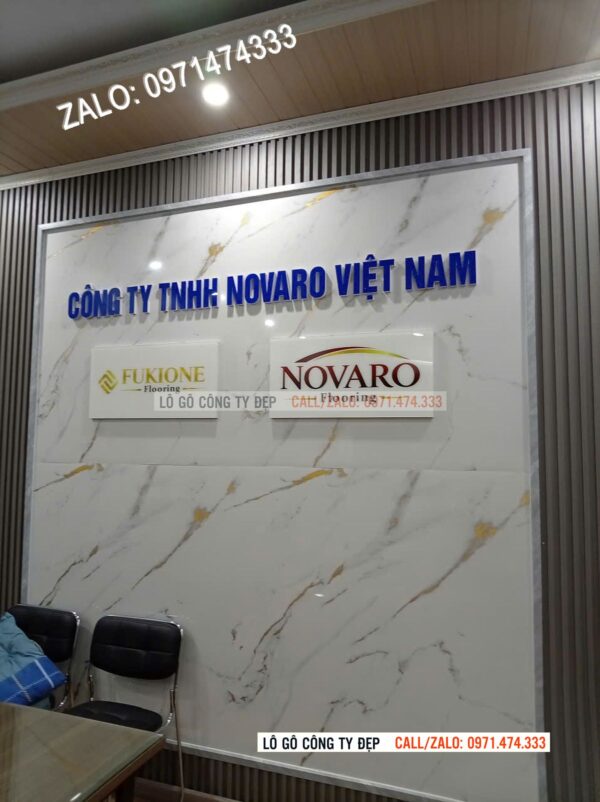 ZALO: 0971474333
CÔNG TY TNHH NOVARO VIỆT NAM
FUKIONE
Flooring
NOVARO
Flooring
LÔ GÔ CÔNG TY ĐẸP CALL/ZALO: 0971.474.333
LÔ GÔ CÔNG TY ĐẸP CALL/ZALO: 0971.474.333